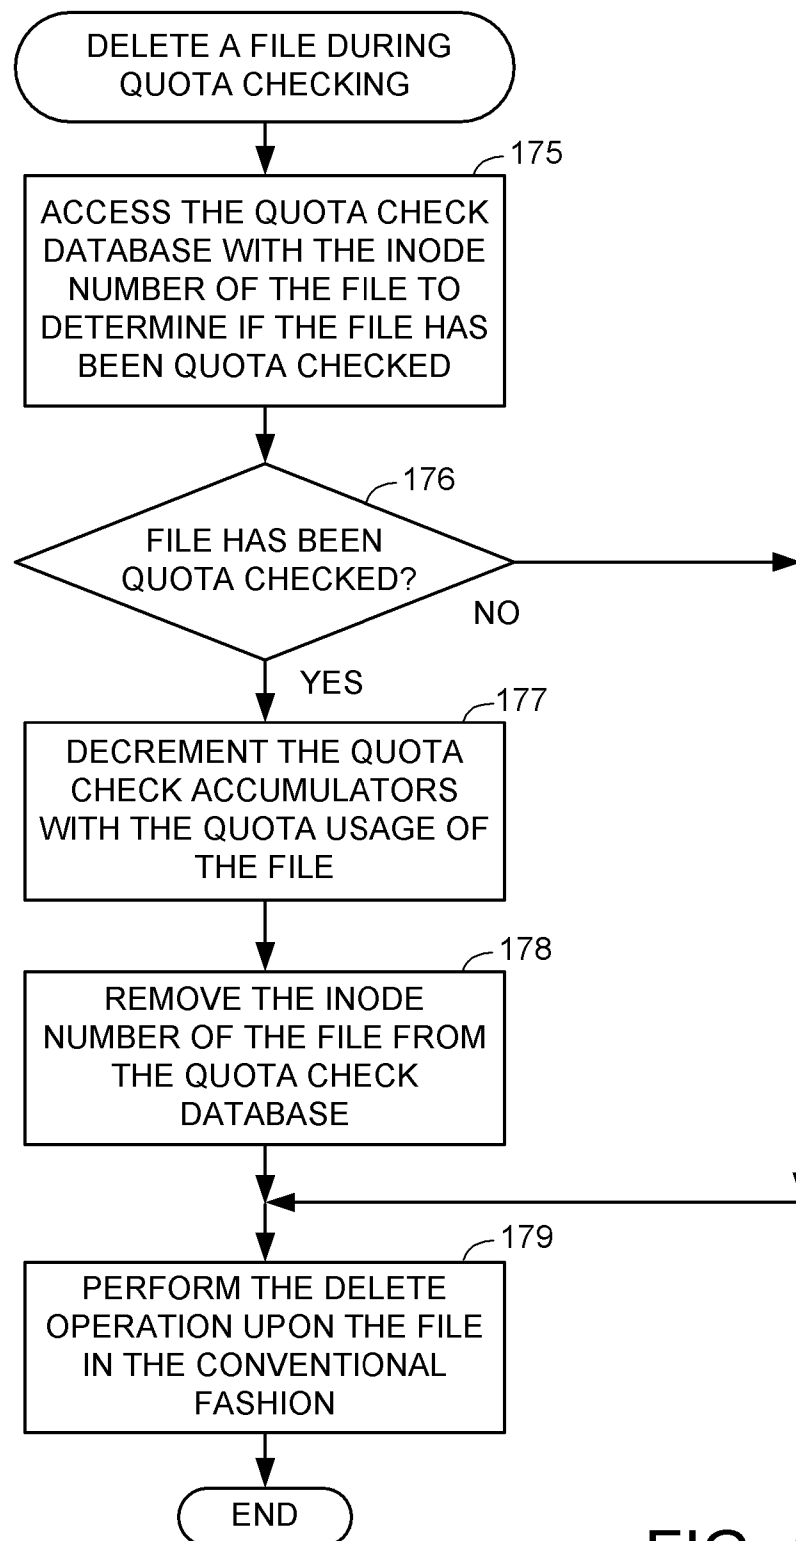 DELETE A FILE DURING
QUOTA CHECKING
175
ACCESS THE QUOTA CHECK
DATABASE WITH THE INODE
NUMBER OF THE FILE TO
DETERMINE IF THE FILE HAS
BEEN QUOTA CHECKED
176
FILE HAS BEEN
QUOTA CHECKED?
NO
YES
177
DECREMENT THE QUOTA
CHECK ACCUMULATORS
WITH THE QUOTA USAGE OF
THE FILE
178
REMOVE THE INODE
NUMBER OF THE FILE FROM
THE QUOTA CHECK
DATABASE
179
PERFORM THE DELETE
OPERATION UPON THE FILE
IN THE CONVENTIONAL
FASHION
END
FIG.